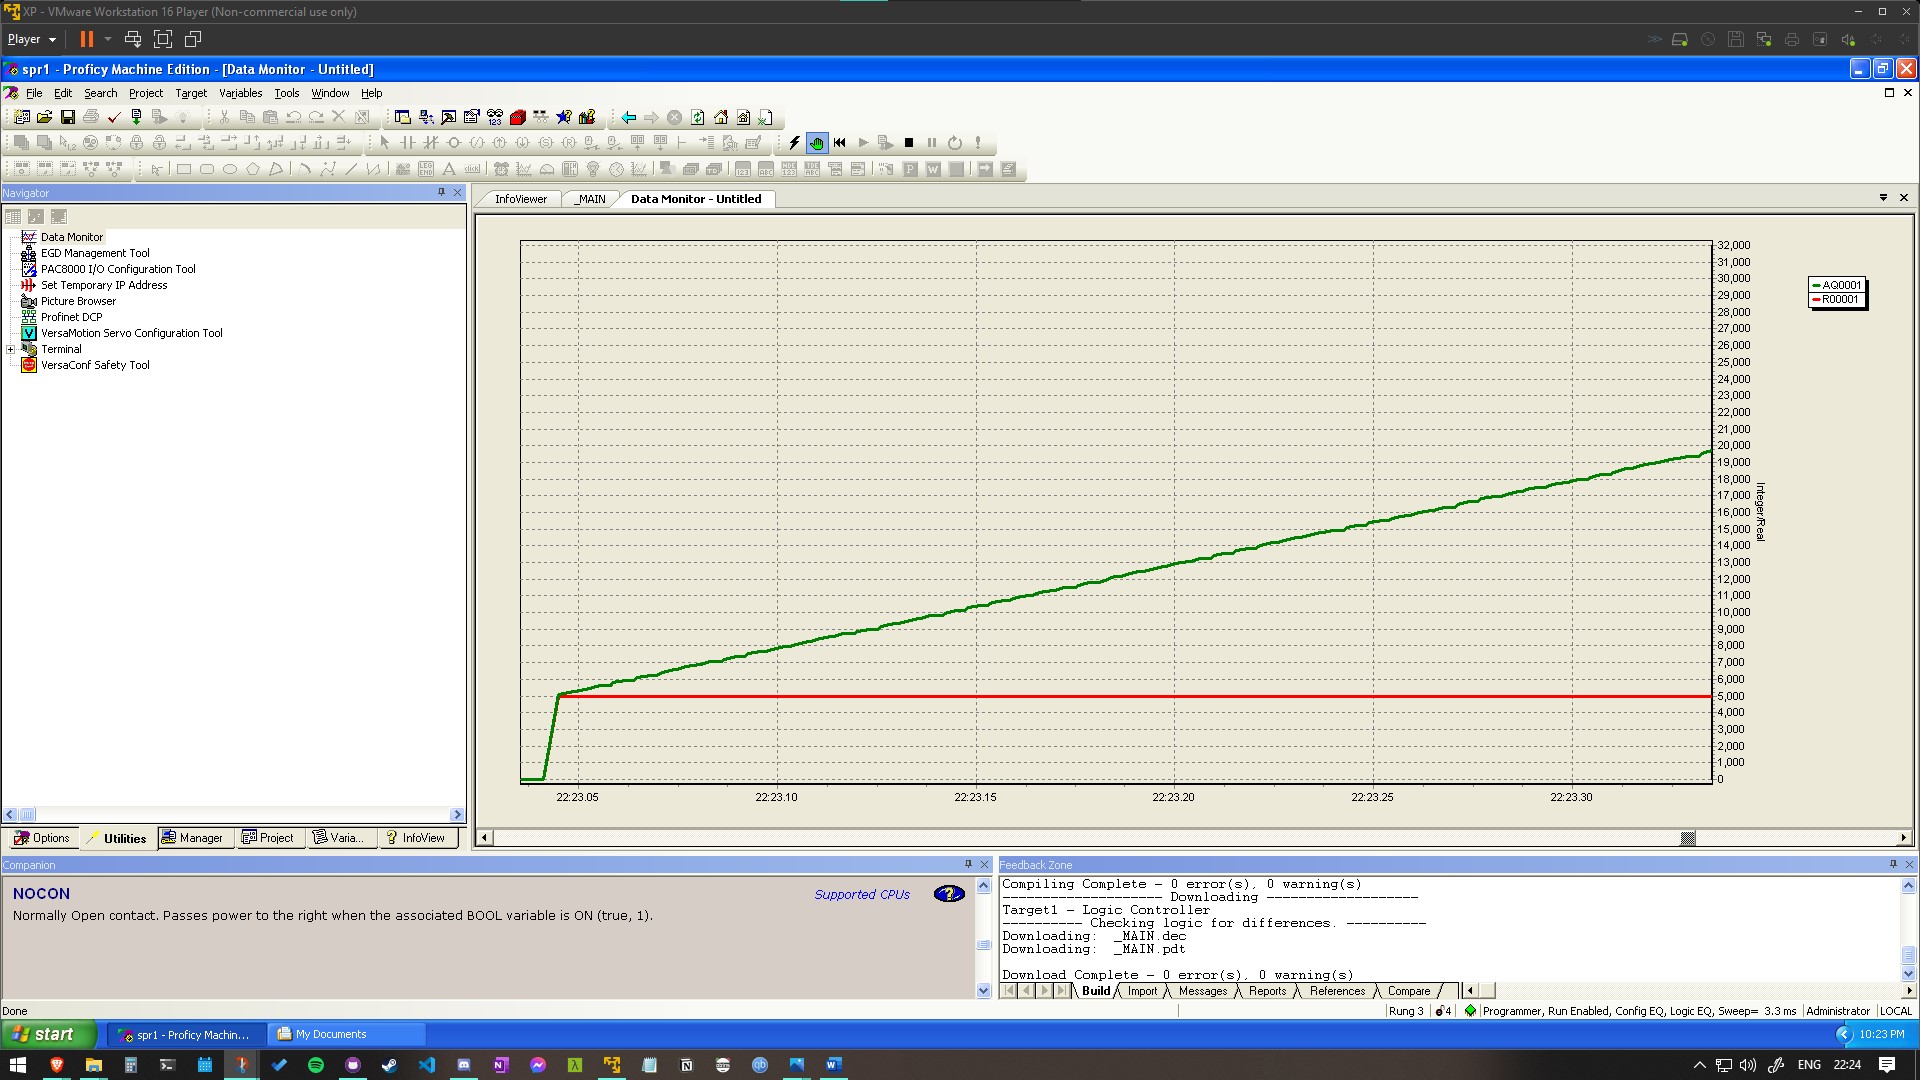 XP - VMware Workstation 16 Player (Non-commercial use only)
Player
spr1 - Proficy Machine Edition - [Data Monitor - Untitled]
File Edit Search Project Target Variables Tools Window Help
Navigator
Data Monitor
EGD Management Tool
PAC8000 I/O Configuration Tool
Set Temporary IP Address
Picture Browser
Profinet DCP
VersaMotion Servo Configuration Tool
Terminal
VersaConf Safety Tool
Options Utilities Manager Project Varia... InfoView
InfoViewer _MAIN Data Monitor - Untitled
32,000
31,000
30,000
29,000
28,000
27,000
26,000
25,000
24,000
23,000
22,000
21,000
20,000
19,000
18,000
17,000
16,000
15,000
14,000
13,000
12,000
11,000
10,000
9,000
8,000
7,000
6,000
5,000
4,000
3,000
2,000
1,000
0
Integer/Real
AQ0001
R00001
22:23.05 22:23.10 22:23.15 22:23.20 22:23.25 22:23.30
Companion
NOCON
Supported CPUs
Normally Open contact. Passes power to the right when the associated BOOL variable is ON (true, 1).
Feedback Zone
Compiling Complete - 0 error(s), 0 warning(s)
-------------------- Downloading -------------------
Target1 - Logic Controller
---------- Checking logic for differences. ----------
Downloading: _MAIN.dec
Downloading: _MAIN.pdt
Download Complete - 0 error(s), 0 warning(s)
Build Import Messages Reports References Compare
Done
Rung 3 4 Programmer, Run Enabled, Config EQ, Logic EQ, Sweep= 3.3 ms Administrator LOCAL
start spr1 - Proficy Machin... My Documents 10:23 PM
ENG 22:24